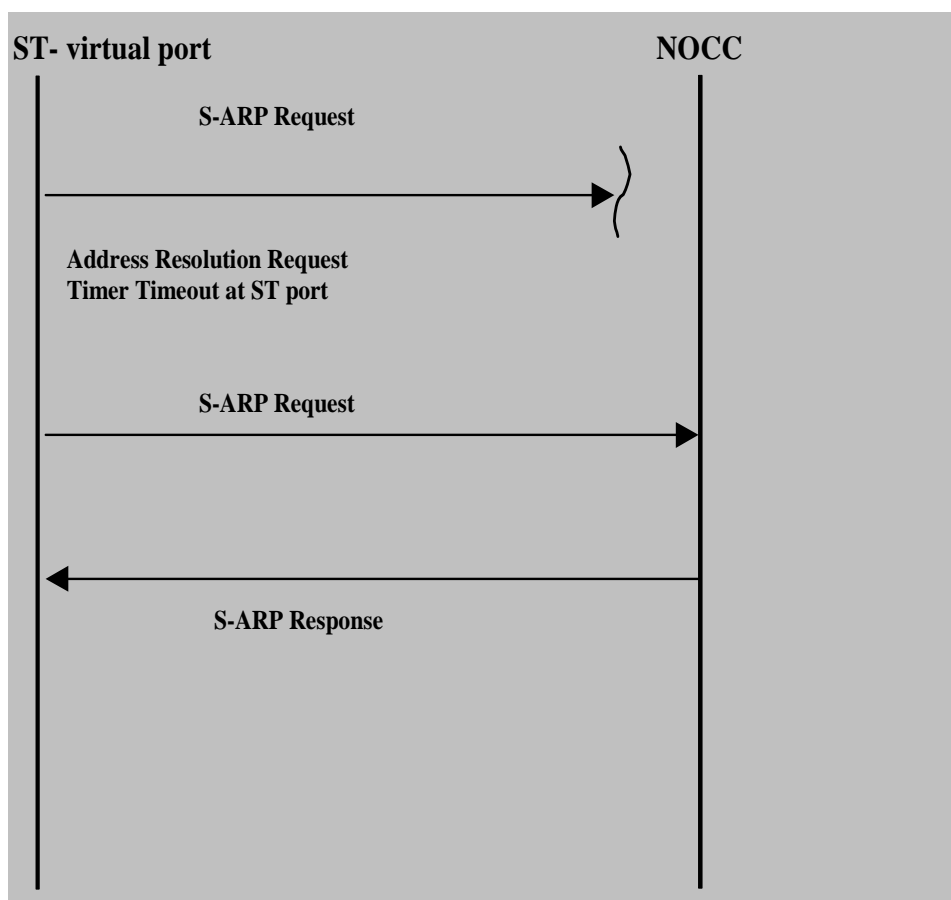 ST- virtual port
NOCC
S-ARP Request
Address Resolution Request
Timer Timeout at ST port
S-ARP Request
S-ARP Response